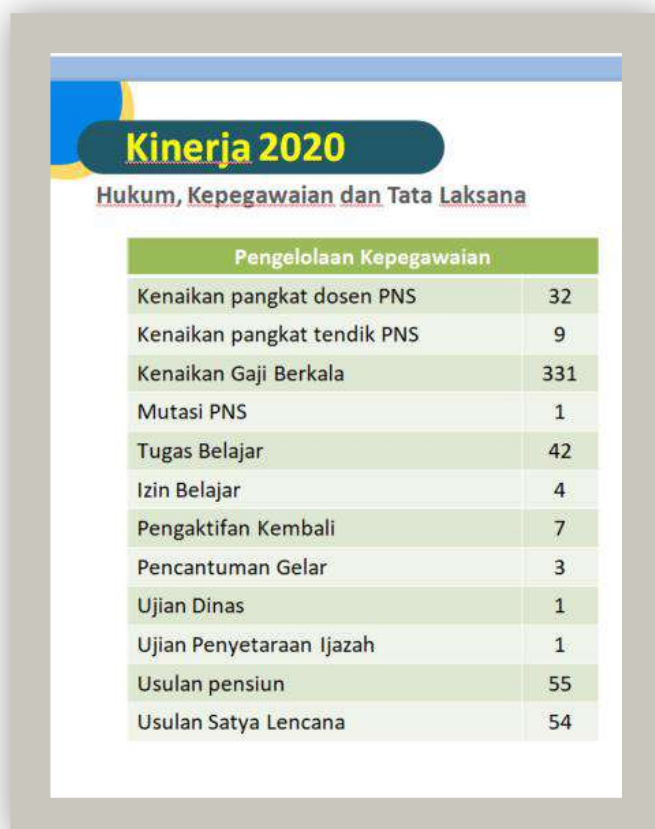 Kinerja 2020
Hukum, Kepegawaian dan Tata Laksana
Pengelolaan Kepegawaian
Kenaikan pangkat dosen PNS 32
Kenaikan pangkat tendik PNS 9
Kenaikan Gaji Berkala 331
Mutasi PNS 1
Tugas Belajar 42
Izin Belajar 4
Pengaktifan Kembali 7
Pencantuman Gelar 3
Ujian Dinas 1
Ujian Penyetaraan Ijazah 1
Usulan pensiun 55
Usulan Satya Lencana 54